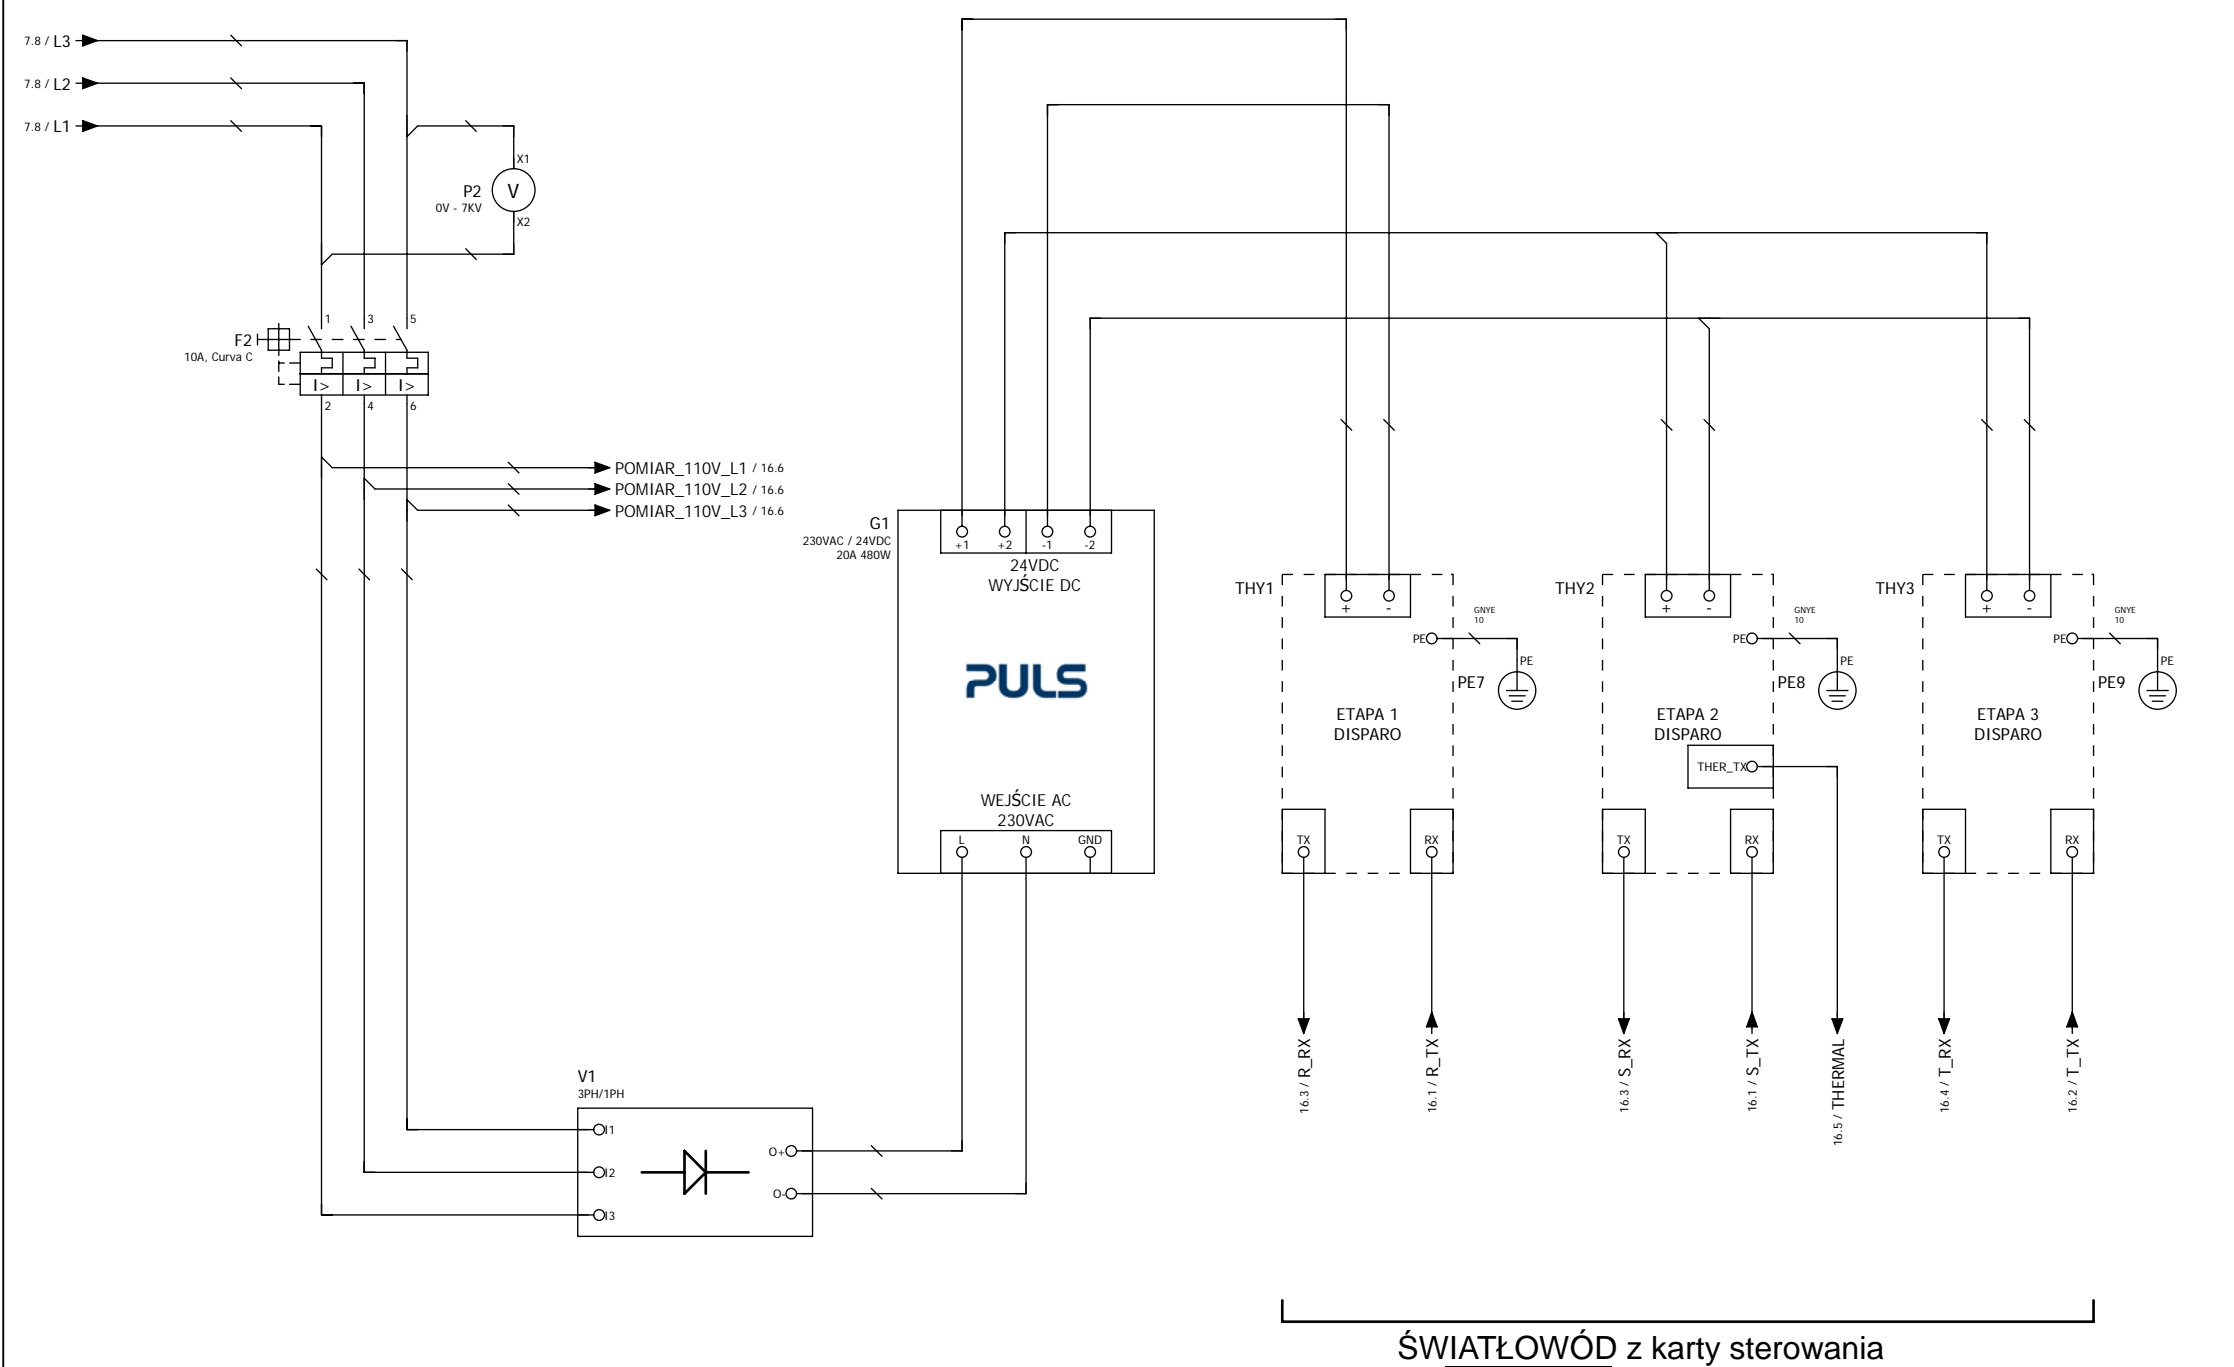 7.8 / L3
7.8 / L2
7.8 / L1
X1
P2
V
0V - 7KV
X2
1
3
5
F2
10A, Curva C
I>
I>
I>
2
4
6
POMIAR_110V_L1 / 16.6
POMIAR_110V_L2 / 16.6
POMIAR_110V_L3 / 16.6
G1
230VAC / 24VDC
20A 480W
+1
+2
-1
-2
24VDC
WYJŚCIE DC
PULS
WEJŚCIE AC
230VAC
L
N
GND
V1
3PH/1PH
I1
I2
I3
O+
O-
THY1
+
-
PE
GNYE
10
PE
PE7
ETAPA 1
DISPARO
TX
RX
16.3 / R_RX
16.1 / R_TX
THY2
+
-
PE
GNYE
10
PE
PE8
ETAPA 2
DISPARO
THER_TX
TX
RX
16.3 / S_RX
16.1 / S_TX
16.5 / THERMAL
THY3
+
-
PE
GNYE
10
PE
PE9
ETAPA 3
DISPARO
TX
RX
16.4 / T_RX
16.2 / T_TX
ŚWIATŁOWÓD z karty sterowania